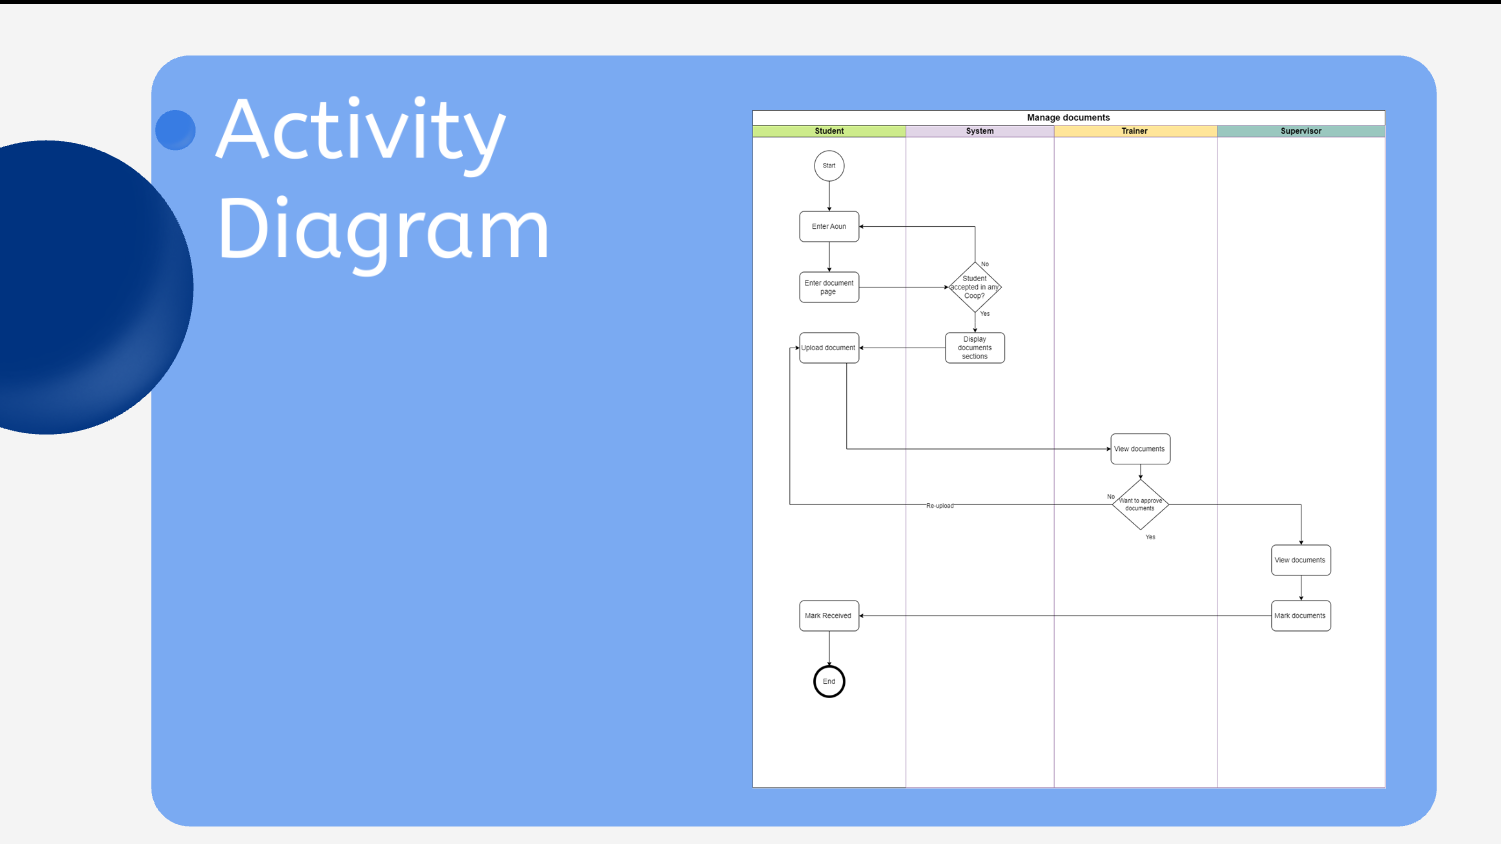 Activity
Diagram
Manage documents
Student
System
Trainer
Supervisor
Start
Enter Aoun
No
Enter document
page
Student
accepted in any
Coop?
Yes
Upload document
Display
documents
sections
View documents
No
Want to approve
documents
Re-upload
Yes
View documents
Mark Received
Mark documents
End